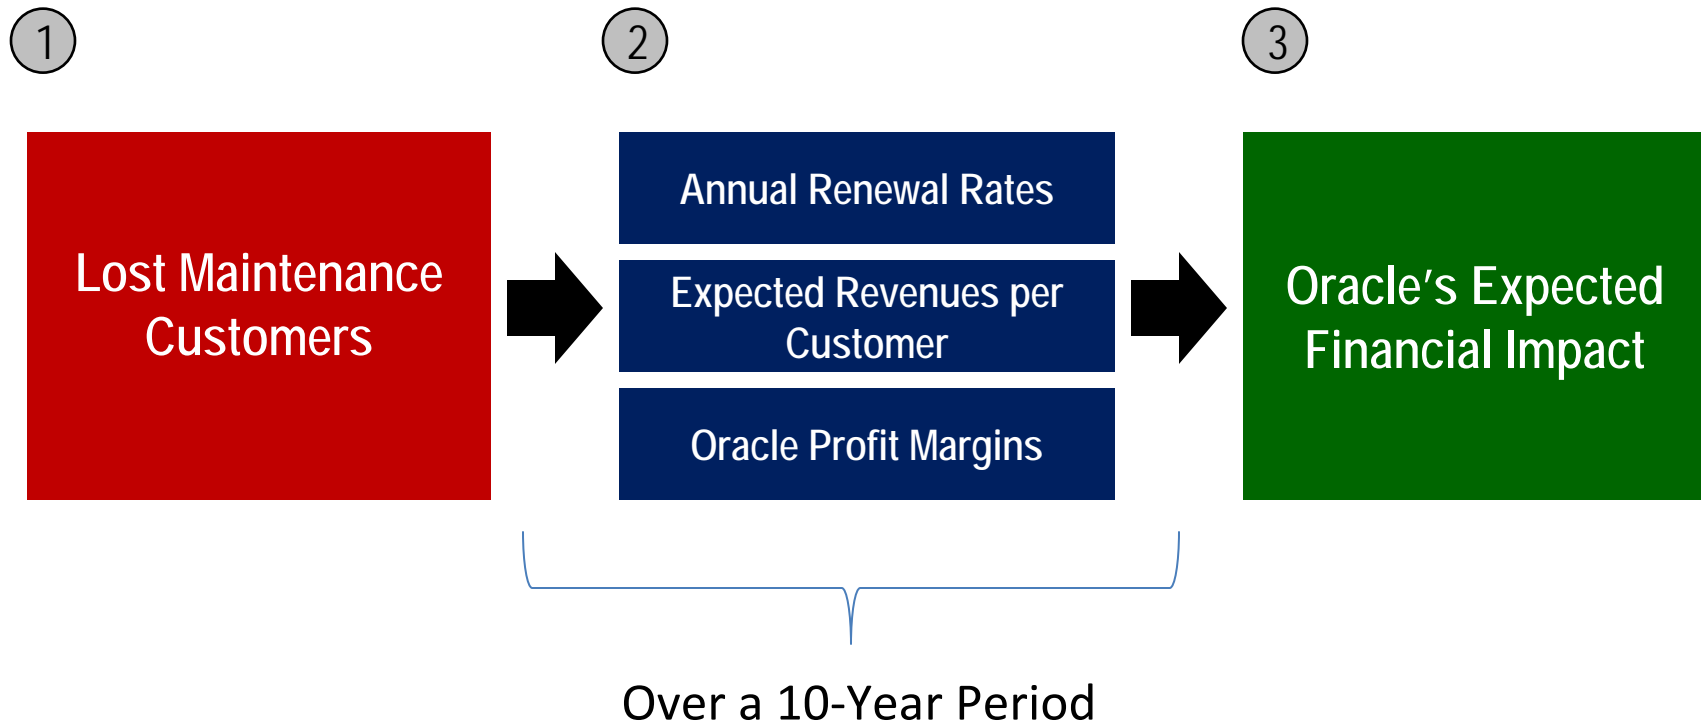 1
2
3
Lost Maintenance
Customers
Annual Renewal Rates
Expected Revenues per
Customer
Oracle Profit Margins
Oracle's Expected
Financial Impact
Over a 10-Year Period